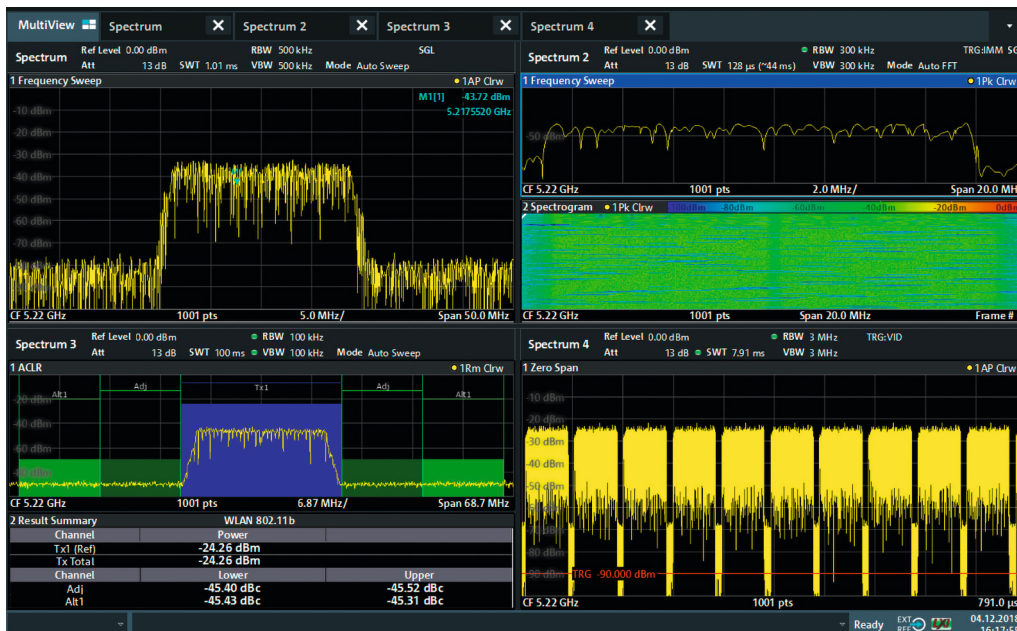 MultiView Spectrum X Spectrum 2 X Spectrum 3 X Spectrum 4 X
Spectrum Ref Level 0.00 dBm RBW 500 kHz SGL
Att 13 dB SWT 1.01 ms VBW 500 kHz Mode Auto Sweep
1 Frequency Sweep 1AP Clrw
M1[1] -43.72 dBm
5.2175520 GHz
-10 dBm
-20 dBm
-30 dBm
-40 dBm
-50 dBm
-60 dBm
-70 dBm
-80 dBm
-90 dBm
CF 5.22 GHz 1001 pts 5.0 MHz/ Span 50.0 MHz
Spectrum 2 Ref Level 0.00 dBm RBW 300 kHz TRG:IMM SG
Att 13 dB SWT 128 µs (~44 ms) VBW 300 kHz Mode Auto FFT
1 Frequency Sweep 1Pk Clrw
-50 dBm
CF 5.22 GHz 1001 pts 2.0 MHz/ Span 20.0 MH
2 Spectrogram 1Pk Clrw -100dBm -80dBm -60dBm -40dBm -20dBm 0dBm
CF 5.22 GHz 1001 pts Span 20.0 MHz Frame #
Spectrum 3 Ref Level 0.00 dBm RBW 100 kHz
Att 13 dB SWT 100 ms VBW 100 kHz Mode Auto Sweep
1 ACLR 1Rm Clrw
Alt1 Adj Tx1 Adj Alt1
-20 dBm
-40 dBm
-60 dBm
-80 dBm
CF 5.22 GHz 1001 pts 6.87 MHz/ Span 68.7 MHz
2 Result Summary WLAN 802.11b
Channel Power
Tx1 (Ref) -24.26 dBm
Tx Total -24.26 dBm
Channel Lower Upper
Adj -45.40 dBc -45.52 dBc
Alt1 -45.43 dBc -45.31 dBc
Spectrum 4 Ref Level 0.00 dBm RBW 3 MHz TRG:VID
Att 13 dB SWT 7.91 ms VBW 3 MHz
1 Zero Span 1AP Clrw
-10 dBm
-20 dBm
-30 dBm
-40 dBm
-50 dBm
-60 dBm
-70 dBm
-80 dBm
-90 dBm
TRG -90.000 dBm
CF 5.22 GHz 1001 pts 791.0 µs
Ready EXT REF 04.12.2018